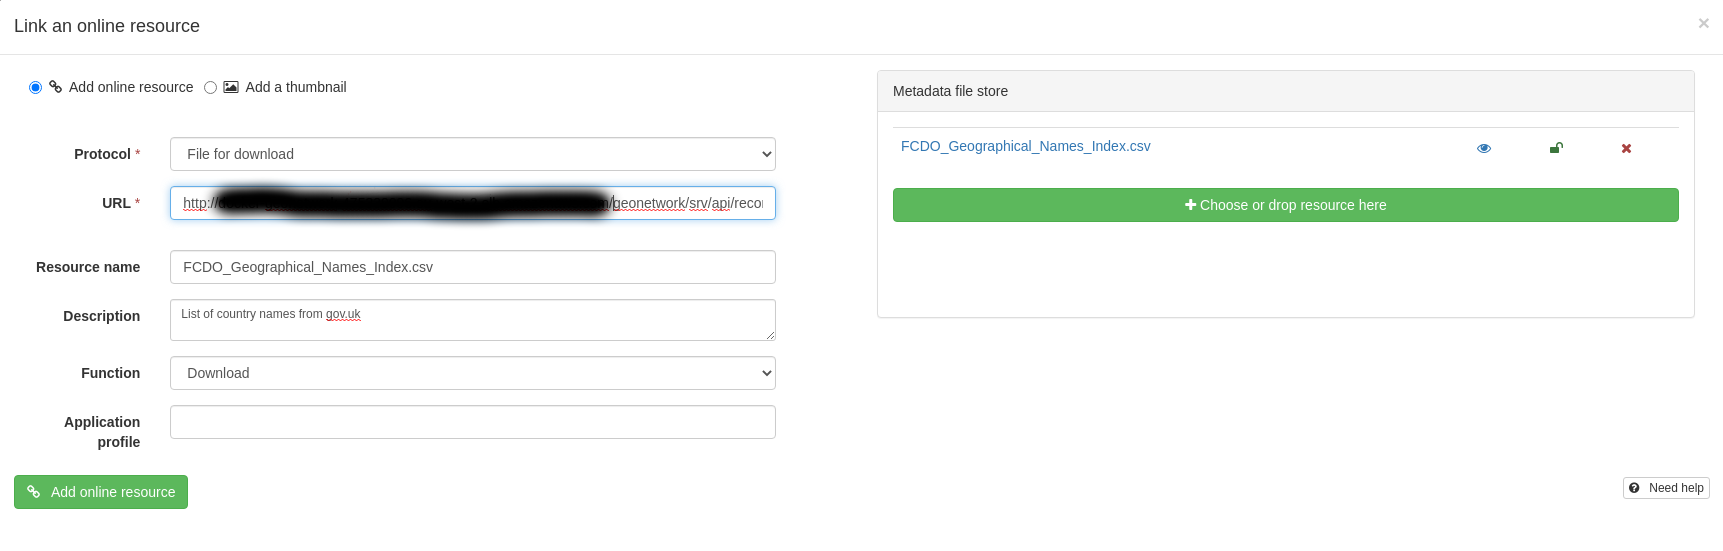 Link an online resource
×
Add online resource Add a thumbnail
Protocol *
File for download
URL *
http:// /geonetwork/srv/api/recor
Resource name
FCDO_Geographical_Names_Index.csv
Description
List of country names from gov.uk
Function
Download
Application
profile
Add online resource
Metadata file store
FCDO_Geographical_Names_Index.csv
Choose or drop resource here
Need help